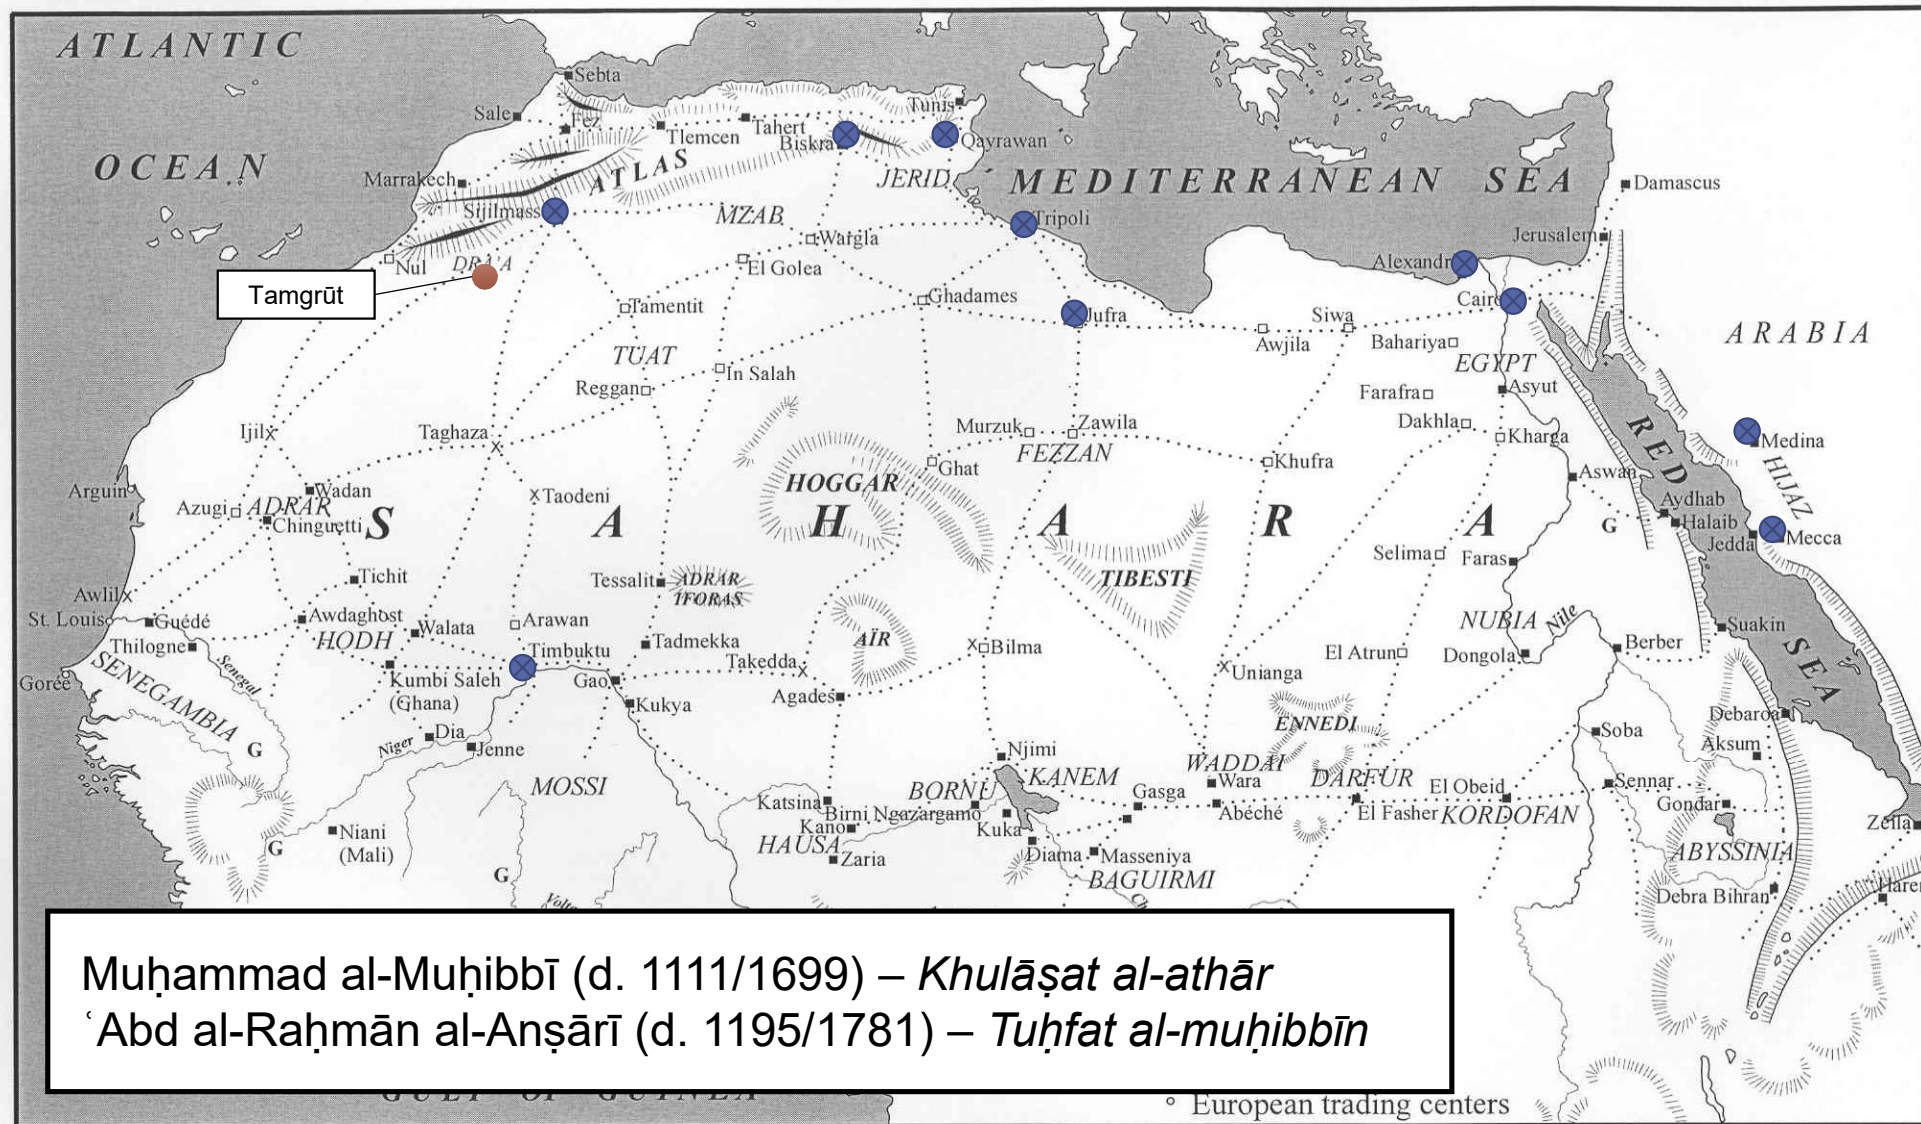 ATLANTIC
OCEAN
Sebta
Sale
Fez
Tlemcen
Tahert
Biskra
Tunis
Qayrawan
Marrakech
ATLAS
JERID
MEDITERRANEAN SEA
Damascus
Sijilmass
MZAB
Tripoli
Jerusalem
Nul
DRA'A
Wargla
El Golea
Alexandr
Tamgrūt
Tamentit
Ghadames
Jufra
Cairo
Siwa
Awjila
Bahariya
ARABIA
TUAT
EGYPT
Reggan
In Salah
Farafra
Asyut
Ijil
Taghaza
Murzuk
Zawila
FEZZAN
Dakhla
Kharga
RED
Medina
HIJAZ
Ghat
Khufra
Arguin
Wadan
Azugi
ADRAR
Chinguetti
Taodeni
HOGGAR
Aswan
Aydhab
Halaib
Jedda
Mecca
S A H A R A
G
Tichit
Tessalit
ADRAR
IFORAS
TIBESTI
Selima
Faras
Awlil
St. Louis
Guédé
Thilogne
Awdaghost
HODH
Walata
Arawan
Tadmekka
AÏR
NUBIA
Nile
Berber
Suakin
SEA
Timbuktu
Takedda
Bilma
El Atrun
Dongola
Gorée
SENEGAMBIA
Senegal
Kumbi Saleh
(Ghana)
Gao
Kukya
Agades
Unianga
G
Dia
Niger
Jenne
ENNEDI
Soba
Debaroa
Aksum
MOSSI
Njimi
KANEM
WADDAI
Wara
DARFUR
El Obeid
Sennar
Katsina
Birni Ngazargamo
BORNU
Gasga
Abéché
El Fasher
KORDOFAN
Gondar
Zeila
Niani
(Mali)
Kano
HAUSA
Zaria
Kuka
Diama
Masseniya
BAGUIRMI
ABYSSINIA
G
G
Debra Bihran
Muḥammad al-Muḥibbī (d. 1111/1699) – Khulāṣat al-athār
ʿAbd al-Raḥmān al-Anṣārī (d. 1195/1781) – Tuḥfat al-muḥibbīn
GULF OF GUINEA
European trading centers